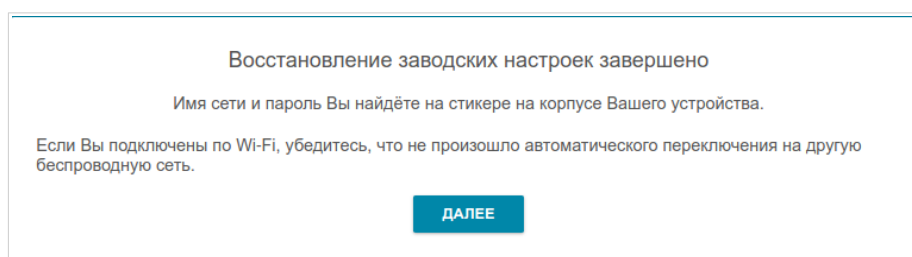 Восстановление заводских настроек завершено
Имя сети и пароль Вы найдёте на стикере на корпусе Вашего устройства.
Если Вы подключены по Wi-Fi, убедитесь, что не произошло автоматического переключения на другую
беспроводную сеть.
ДАЛЕЕ